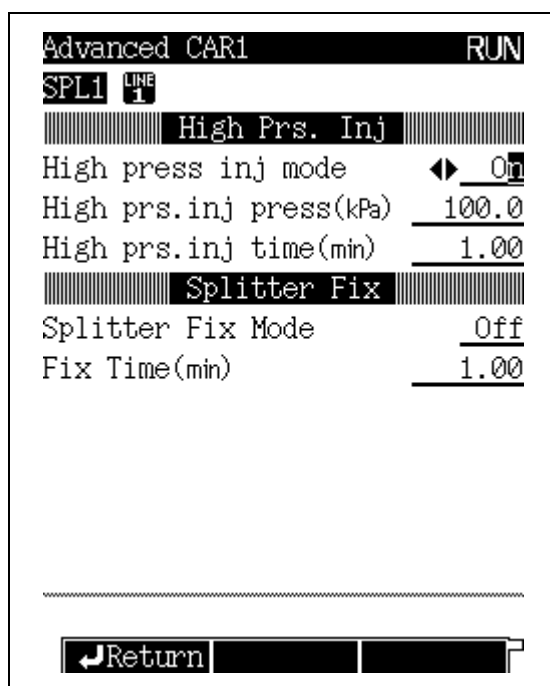 Advanced CAR1 RUN
SPL1 LINE 1
High Prs. Inj
High press inj mode ◆ On
High prs.inj press(kPa) 100.0
High prs.inj time(min) 1.00
Splitter Fix
Splitter Fix Mode Off
Fix Time(min) 1.00
↵Return